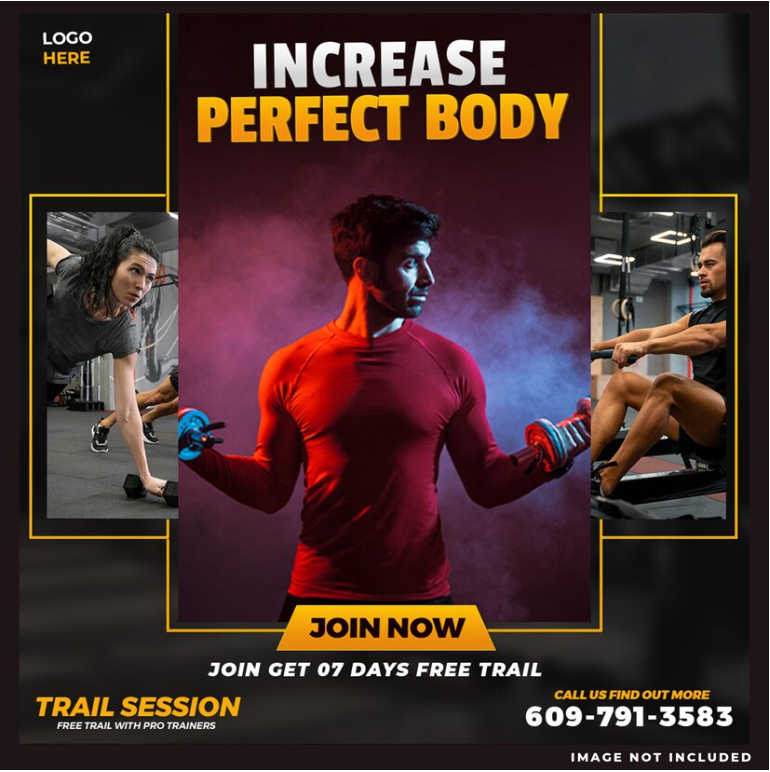 LOGO
HERE
INCREASE
PERFECT BODY
JOIN NOW
JOIN GET 07 DAYS FREE TRAIL
TRAIL SESSION
FREE TRAIL WITH PRO TRAINERS
CALL US FIND OUT MORE
609-791-3583
IMAGE NOT INCLUDED